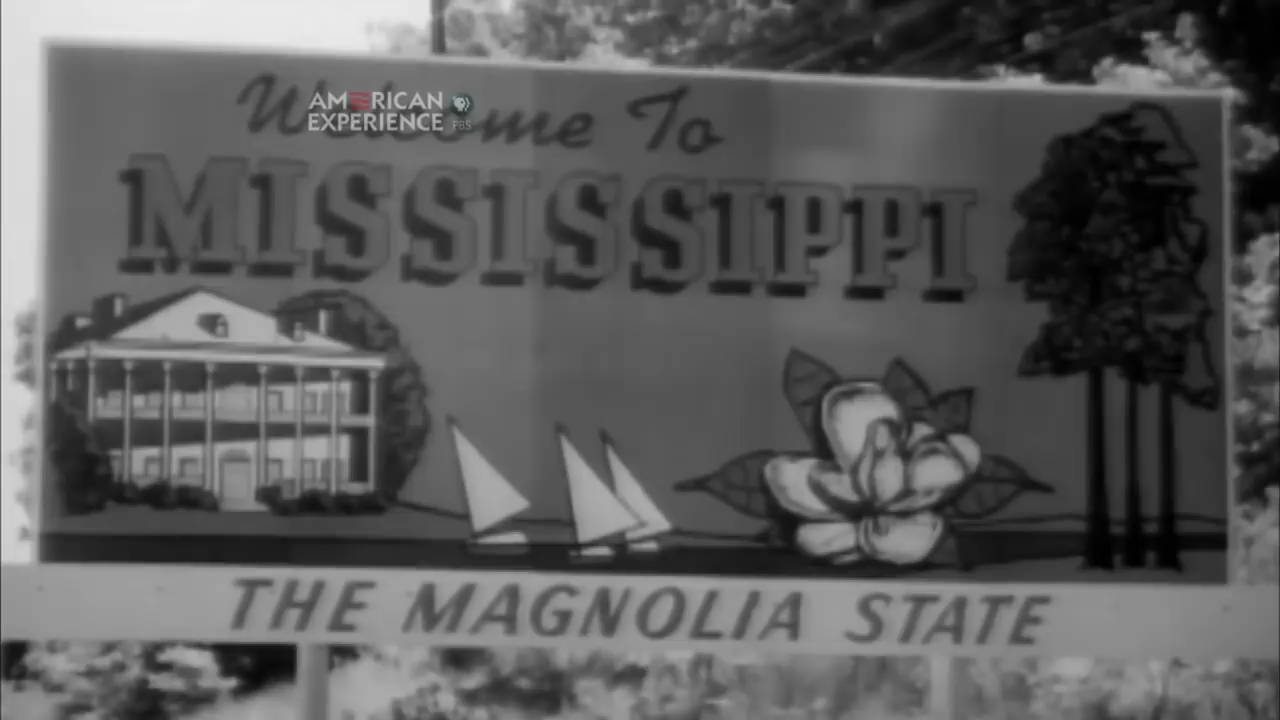 Welcome To
AMERICAN
EXPERIENCE PBS
MISSISSIPPI
THE MAGNOLIA STATE